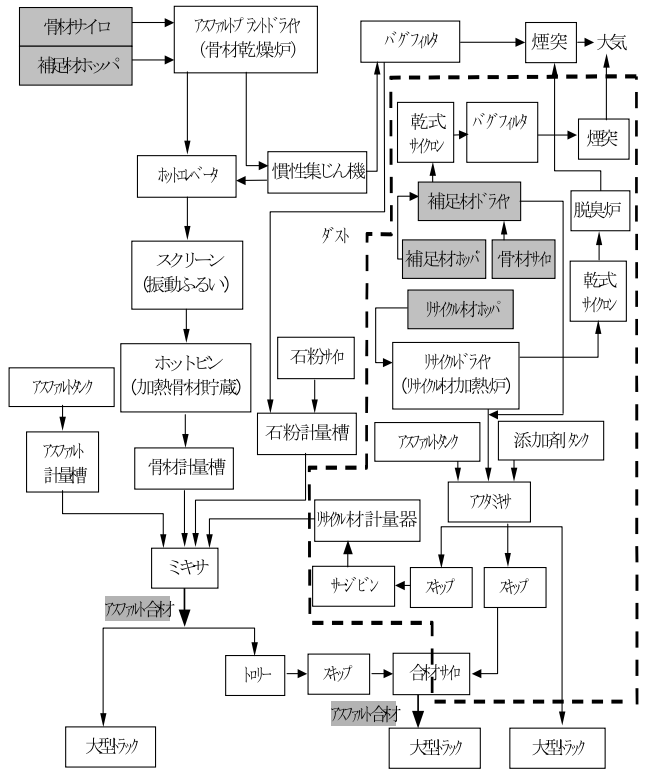 骨材サイロ
補足材ホッパ
アスファルトプラントドライヤ
(骨材乾燥炉)
バグフィルタ
煙突
大気
乾式
サイクロン
バグフィルタ
煙突
ホットエレベータ
慣性集じん機
補足材ドライヤ
脱臭炉
ダスト
補足材ホッパ
骨材サイロ
スクリーン
(振動ふるい)
乾式
サイクロン
リサイクル材ホッパ
ホットビン
(加熱骨材貯蔵)
石粉サイロ
リサイクルドライヤ
(リサイクル材加熱炉)
アスファルトタンク
石粉計量槽
アスファルトタンク
添加剤タンク
アスファルト
計量槽
骨材計量槽
アフタミキサ
リサイクル材計量器
ミキサ
サージビン
スキップ
スキップ
アスファルト合材
トロリー
スキップ
合材サイロ
アスファルト合材
大型トラック
大型トラック
大型トラック